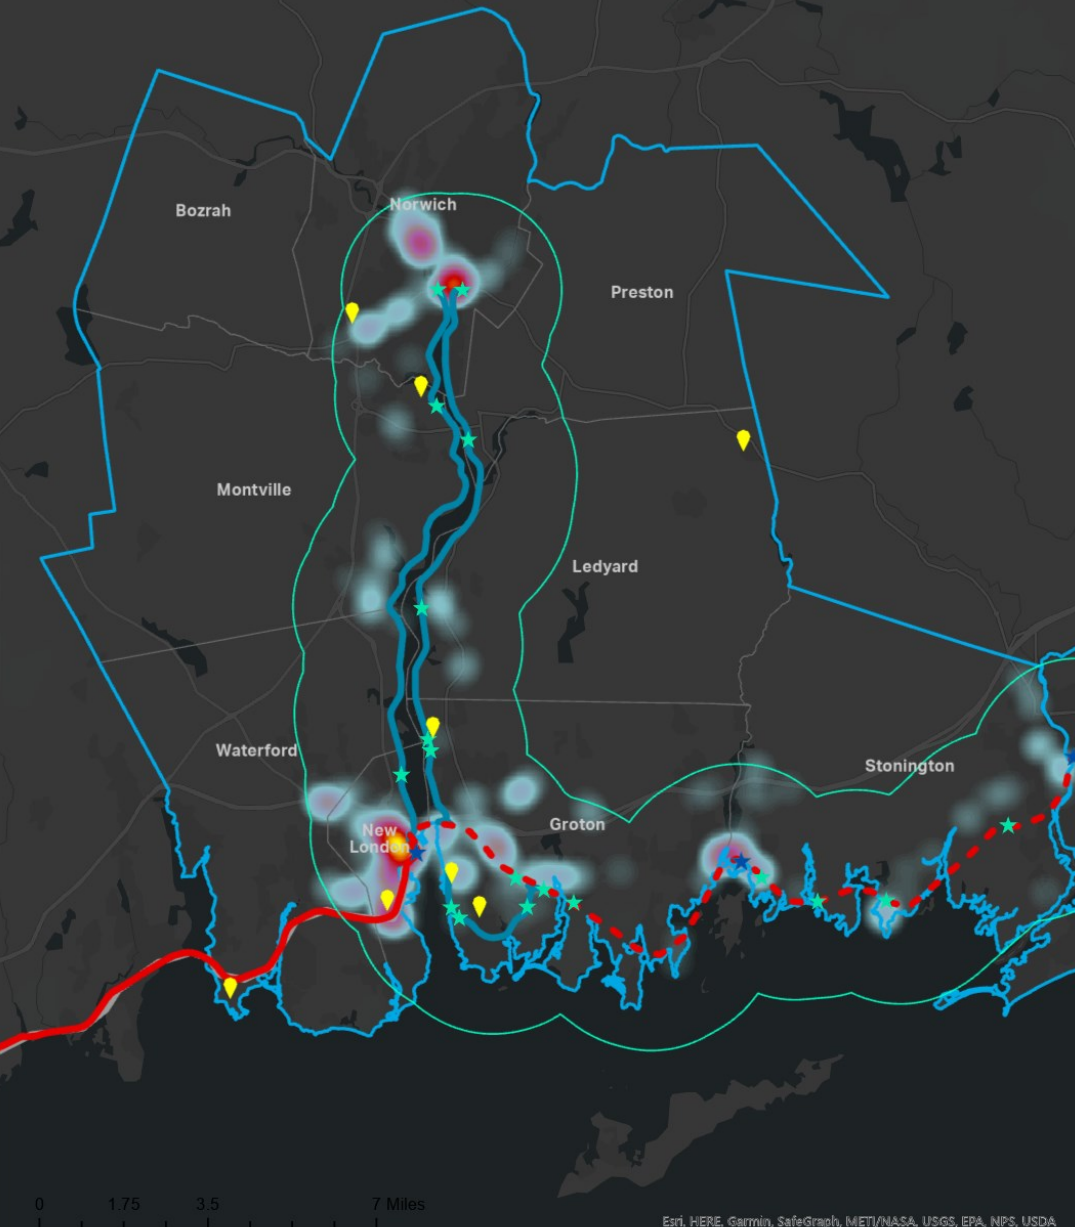 Norwich
Bozrah
Preston
Montville
Ledyard
Waterford
Stonington
New
London
Groton
0 1.75 3.5 7 Miles
Esri, HERE, Garmin, SafeGraph, METI/NASA, USGS, EPA, NPS, USDA